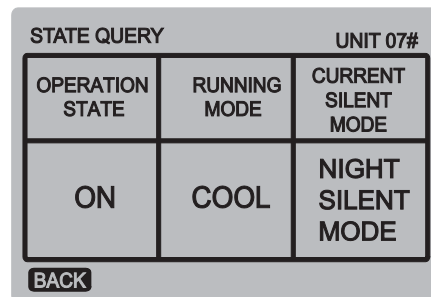 STATE QUERY UNIT 07#
OPERATION STATE RUNNING MODE CURRENT SILENT MODE
ON COOL NIGHT SILENT MODE
BACK